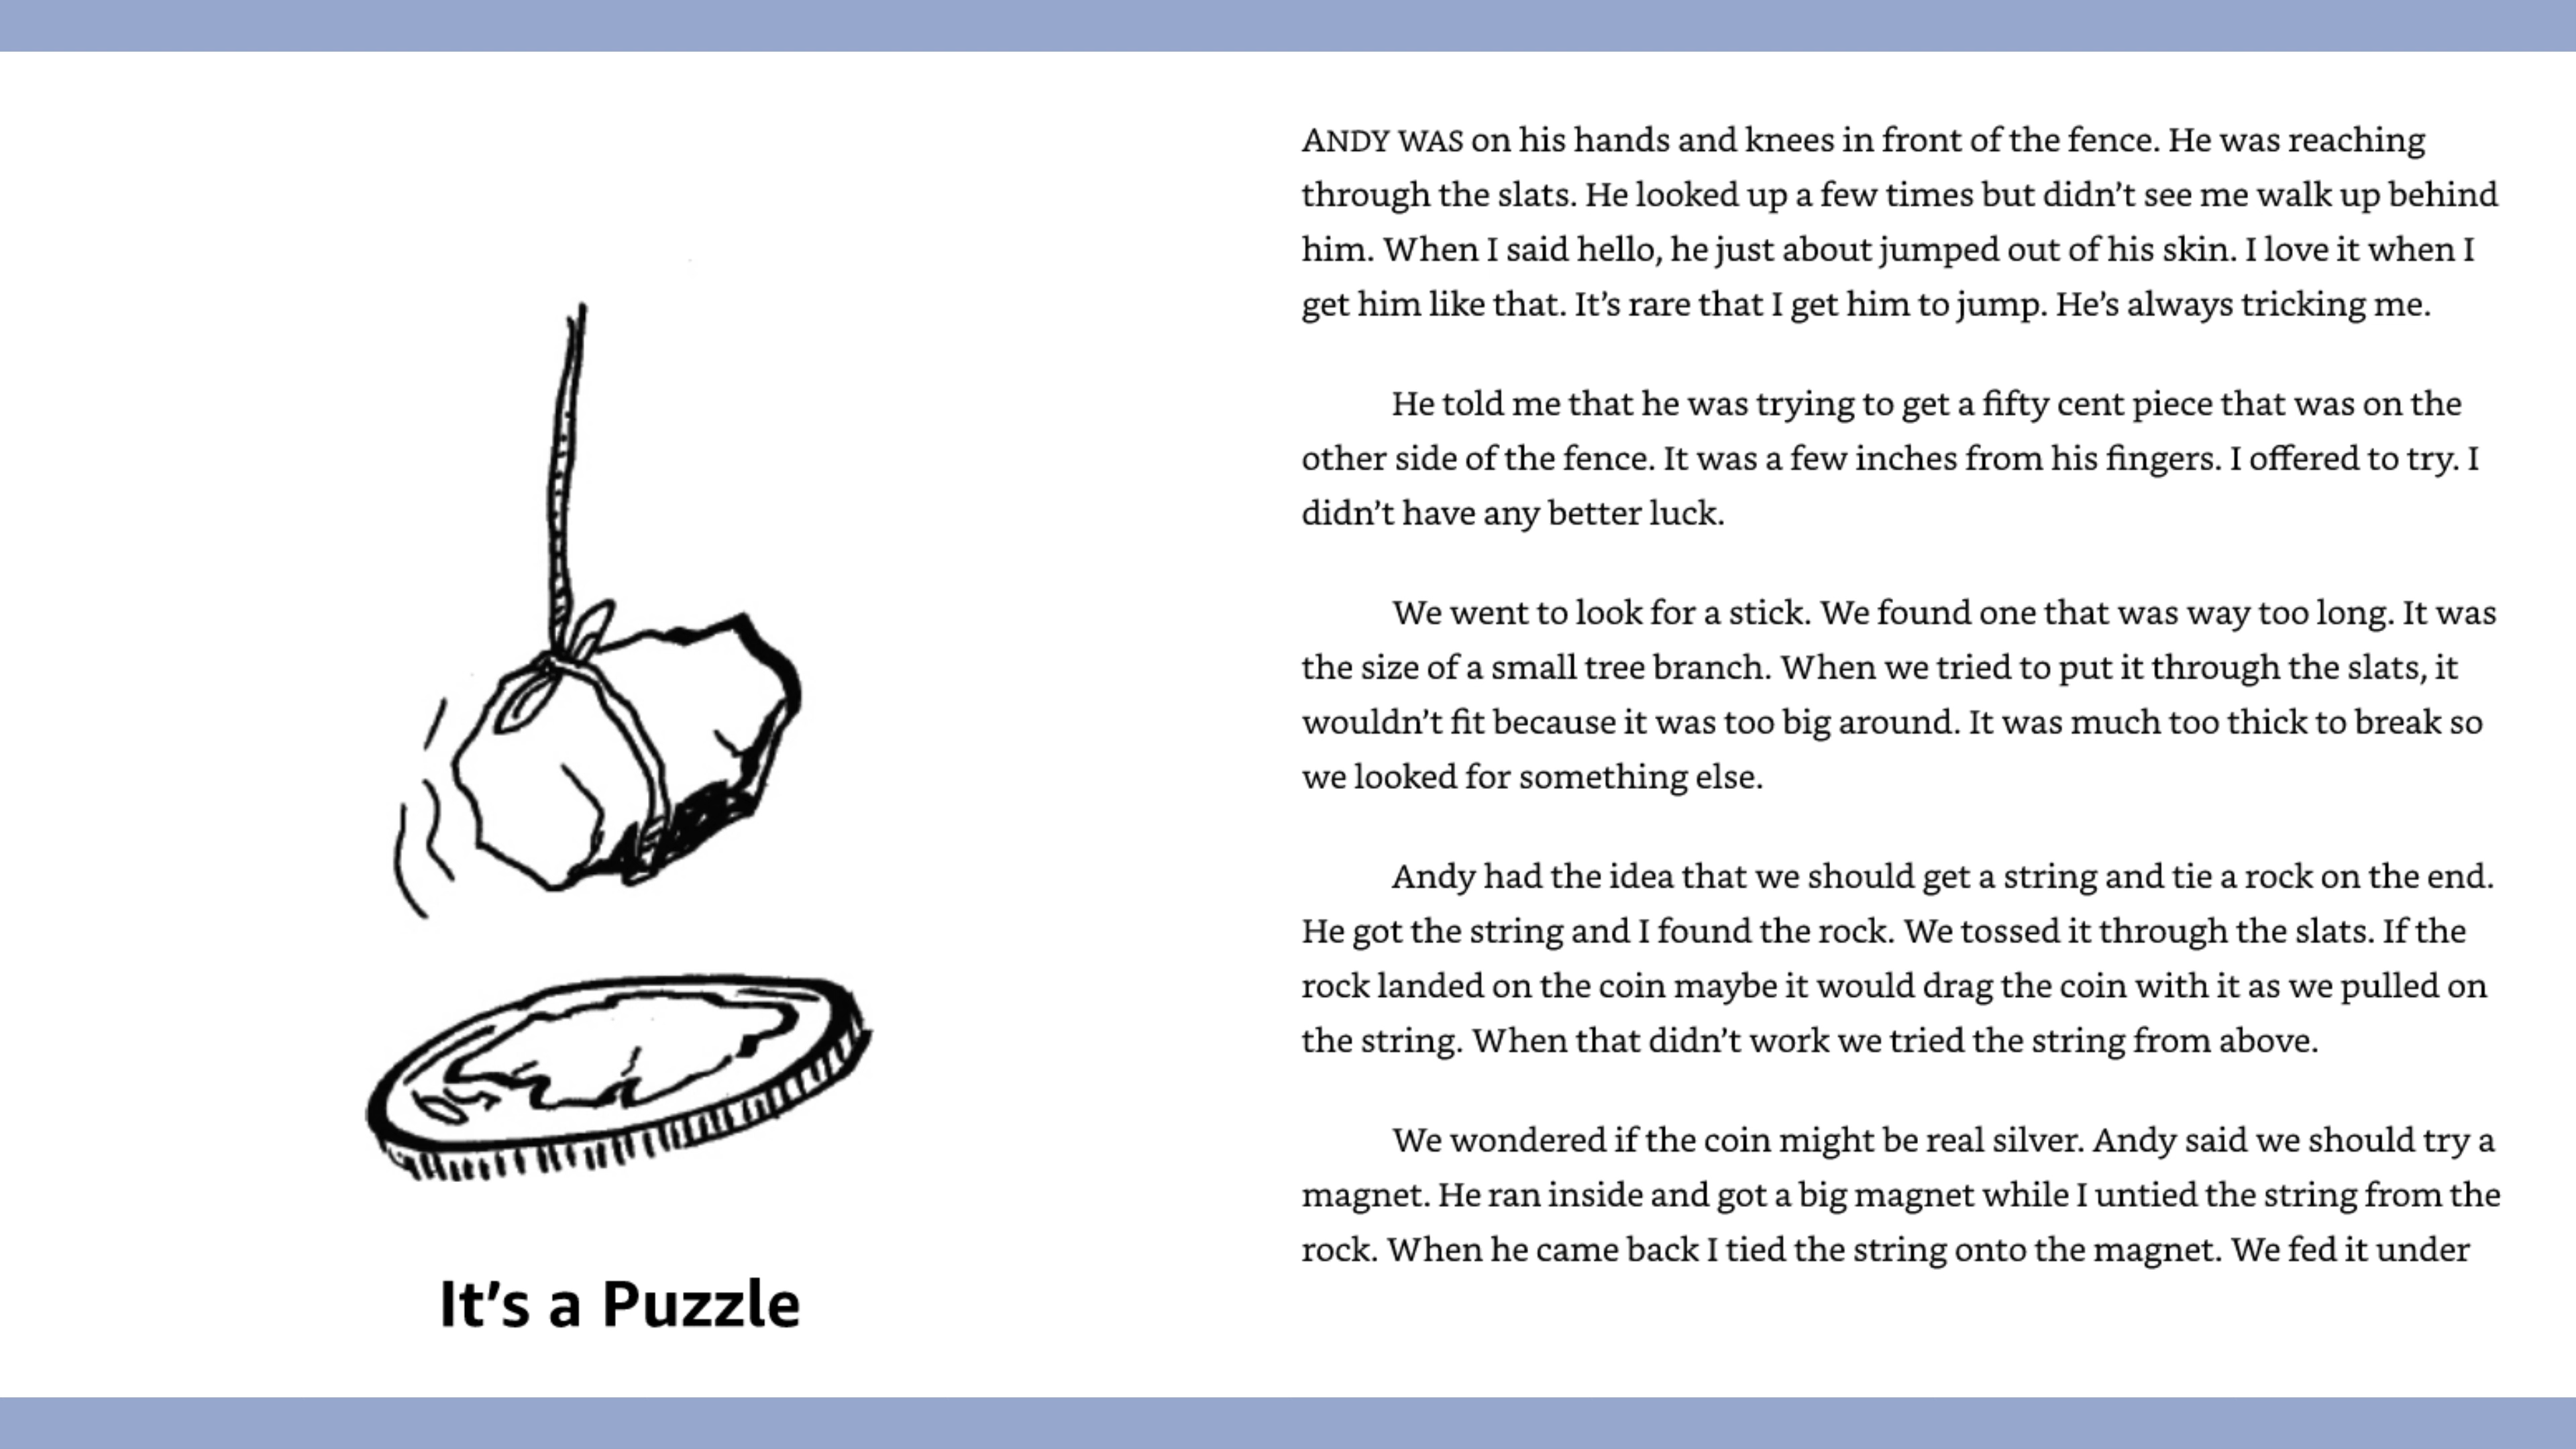 It's a Puzzle
ANDY WAS on his hands and knees in front of the fence. He was reaching
through the slats. He looked up a few times but didn't see me walk up behind
him. When I said hello, he just about jumped out of his skin. I love it when I
get him like that. It's rare that I get him to jump. He's always tricking me.
He told me that he was trying to get a fifty cent piece that was on the
other side of the fence. It was a few inches from his fingers. I offered to try. I
didn't have any better luck.
We went to look for a stick. We found one that was way too long. It was
the size of a small tree branch. When we tried to put it through the slats, it
wouldn't fit because it was too big around. It was much too thick to break so
we looked for something else.
Andy had the idea that we should get a string and tie a rock on the end.
He got the string and I found the rock. We tossed it through the slats. If the
rock landed on the coin maybe it would drag the coin with it as we pulled on
the string. When that didn't work we tried the string from above.
We wondered if the coin might be real silver. Andy said we should try a
magnet. He ran inside and got a big magnet while I untied the string from the
rock. When he came back I tied the string onto the magnet. We fed it under